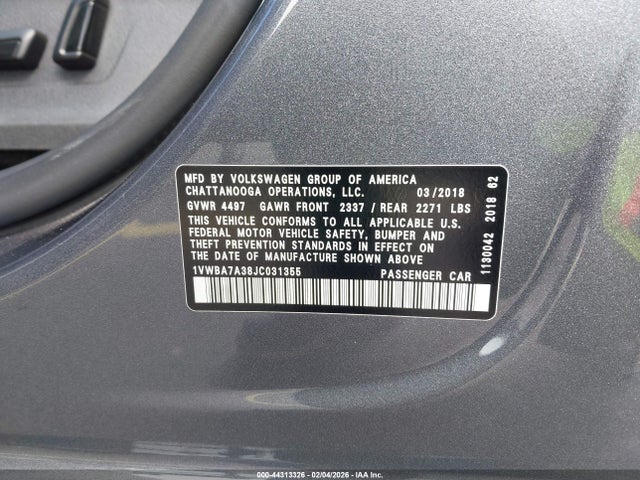 MFD BY VOLKSWAGEN GROUP OF AMERICA
CHATTANOOGA OPERATIONS, LLC. 03/2018
GVWR 4497 GAWR FRONT 2337 / REAR 2271 LBS
THIS VEHICLE CONFORMS TO ALL APPLICABLE U.S.
FEDERAL MOTOR VEHICLE SAFETY, BUMPER AND
THEFT PREVENTION STANDARDS IN EFFECT ON
THE DATE OF MANUFACTURE SHOWN ABOVE
1VWBA7A38JC031355 PASSENGER CAR
1130042 2018 62
000-44313326 - 02/04/2026 - IAA Inc.